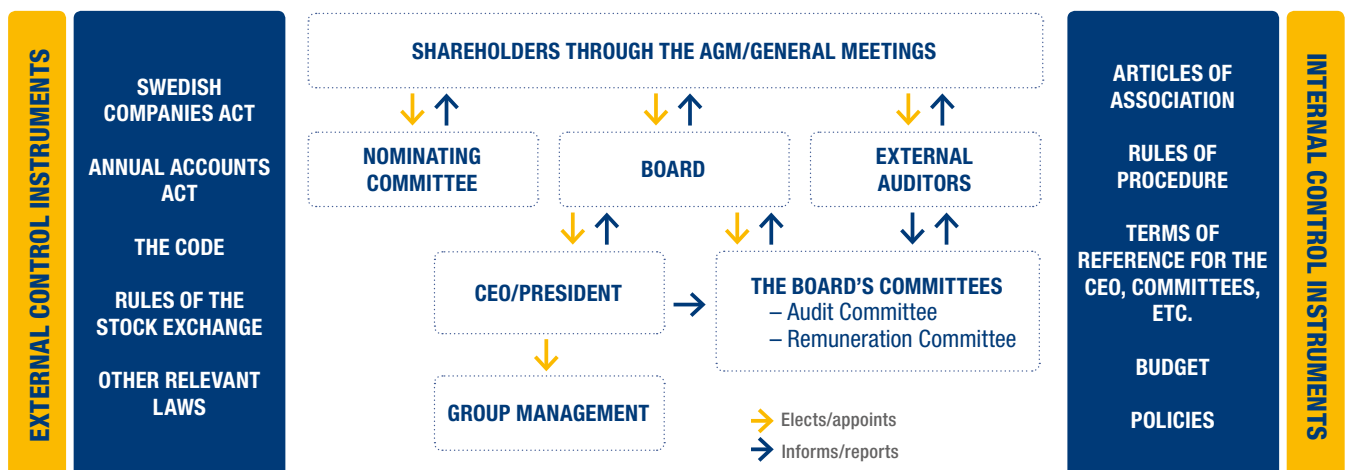 EXTERNAL CONTROL INSTRUMENTS
SWEDISH
COMPANIES ACT
ANNUAL ACCOUNTS
ACT
THE CODE
RULES OF THE
STOCK EXCHANGE
OTHER RELEVANT
LAWS
SHAREHOLDERS THROUGH THE AGM/GENERAL MEETINGS
NOMINATING
COMMITTEE
BOARD
EXTERNAL
AUDITORS
CEO/PRESIDENT
THE BOARD’S COMMITTEES
– Audit Committee
– Remuneration Committee
GROUP MANAGEMENT
Elects/appoints
Informs/reports
ARTICLES OF
ASSOCIATION
RULES OF
PROCEDURE
TERMS OF
REFERENCE FOR THE
CEO, COMMITTEES,
ETC.
BUDGET
POLICIES
INTERNAL CONTROL INSTRUMENTS